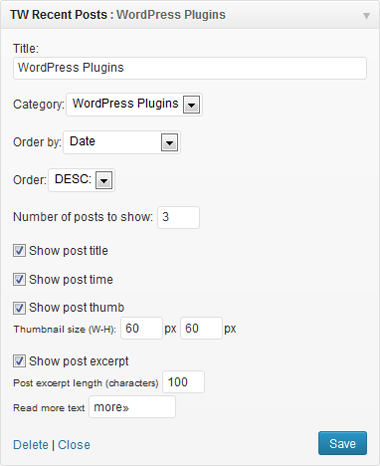 TW Recent Posts : WordPress Plugins
Title:
WordPress Plugins
Category: WordPress Plugins
Order by: Date
Order: DESC:
Number of posts to show: 3
Show post title
Show post time
Show post thumb
Thumbnail size (W-H): 60 px 60 px
Show post excerpt
Post excerpt length (characters) 100
Read more text more»
Delete | Close Save